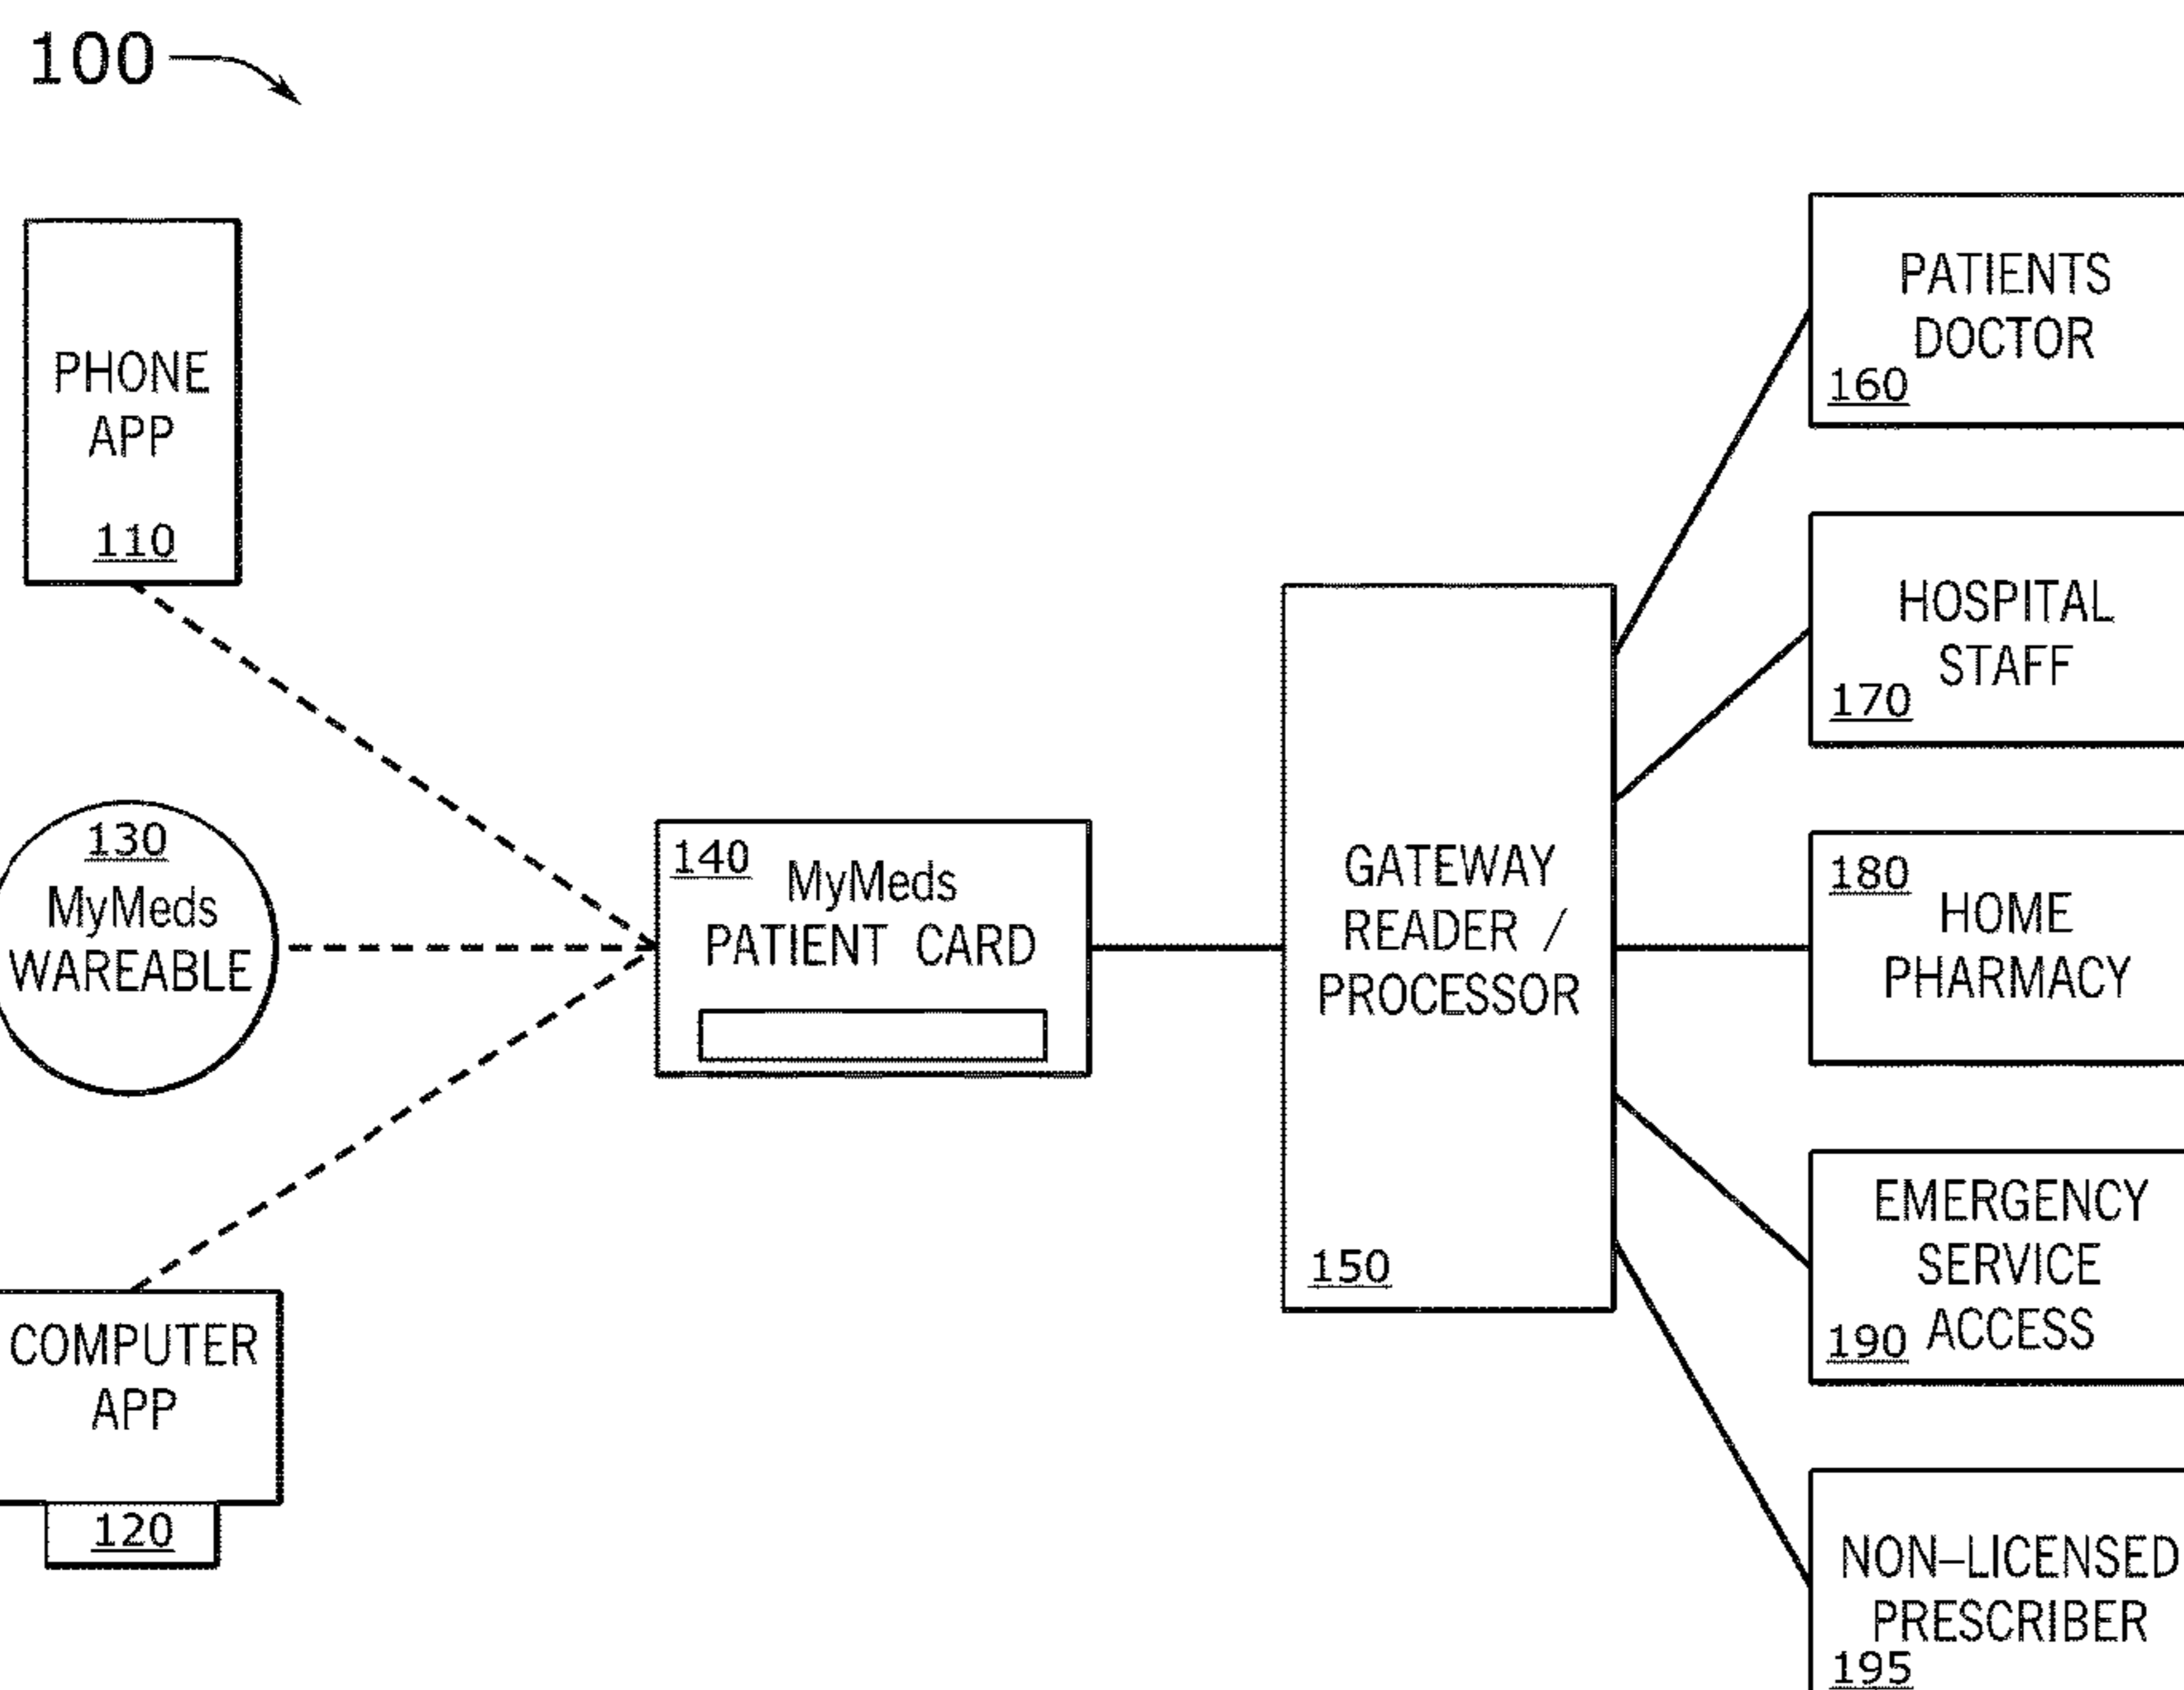 100
PHONE
APP
110
130
MyMeds
WAREABLE
COMPUTER
APP
120
140
MyMeds
PATIENT CARD
GATEWAY
READER /
PROCESSOR
150
PATIENTS
DOCTOR
160
HOSPITAL
STAFF
170
180
HOME
PHARMACY
EMERGENCY
SERVICE
190 ACCESS
NON–LICENSED
PRESCRIBER
195